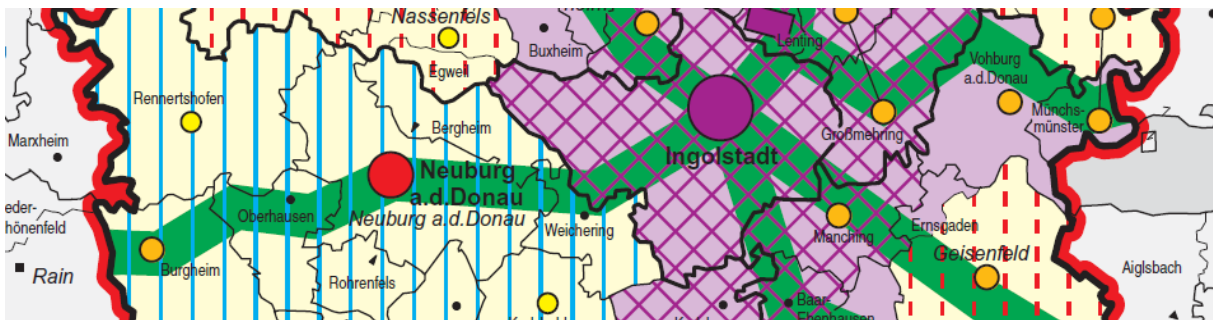 Nassenfels
Buxheim
Lenting
Egweil
Vohburg
a.d.Donau
Rennertshofen
Münchs-
münster
Bergheim
Großmehring
Marxheim
Ingolstadt
Neuburg
a.d.Donau
Neuburg a.d.Donau
Oberhausen
eder-
hönenfeld
Weichering
Manching
Ernsgaden
Geisenfeld
Burgheim
Rain
Rohrenfels
Aiglsbach
Baar-
Ebenhausen